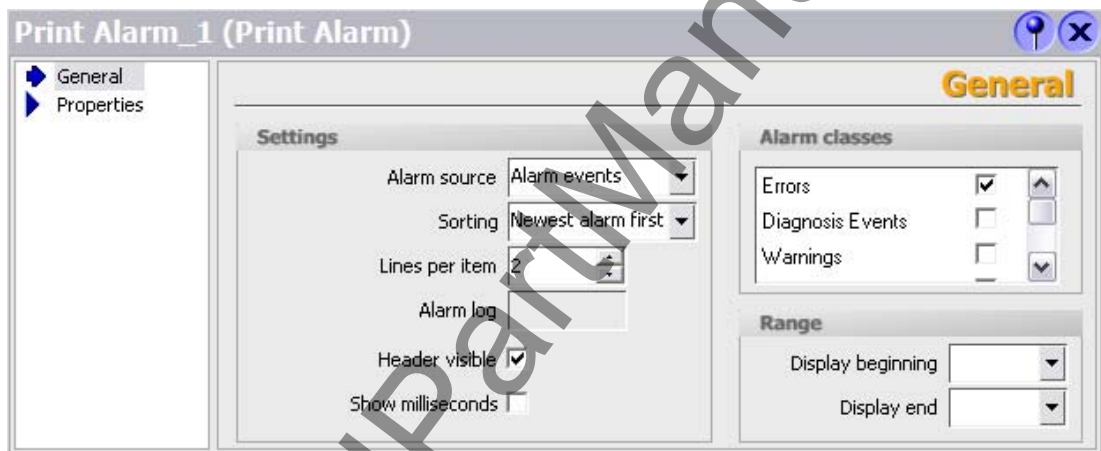 Print Alarm_1 (Print Alarm)
General
Properties
General
Settings
Alarm source Alarm events
Sorting Newest alarm first
Lines per item 2
Alarm log
Header visible
Show milliseconds
Alarm classes
Errors
Diagnosis Events
Warnings
Range
Display beginning
Display end